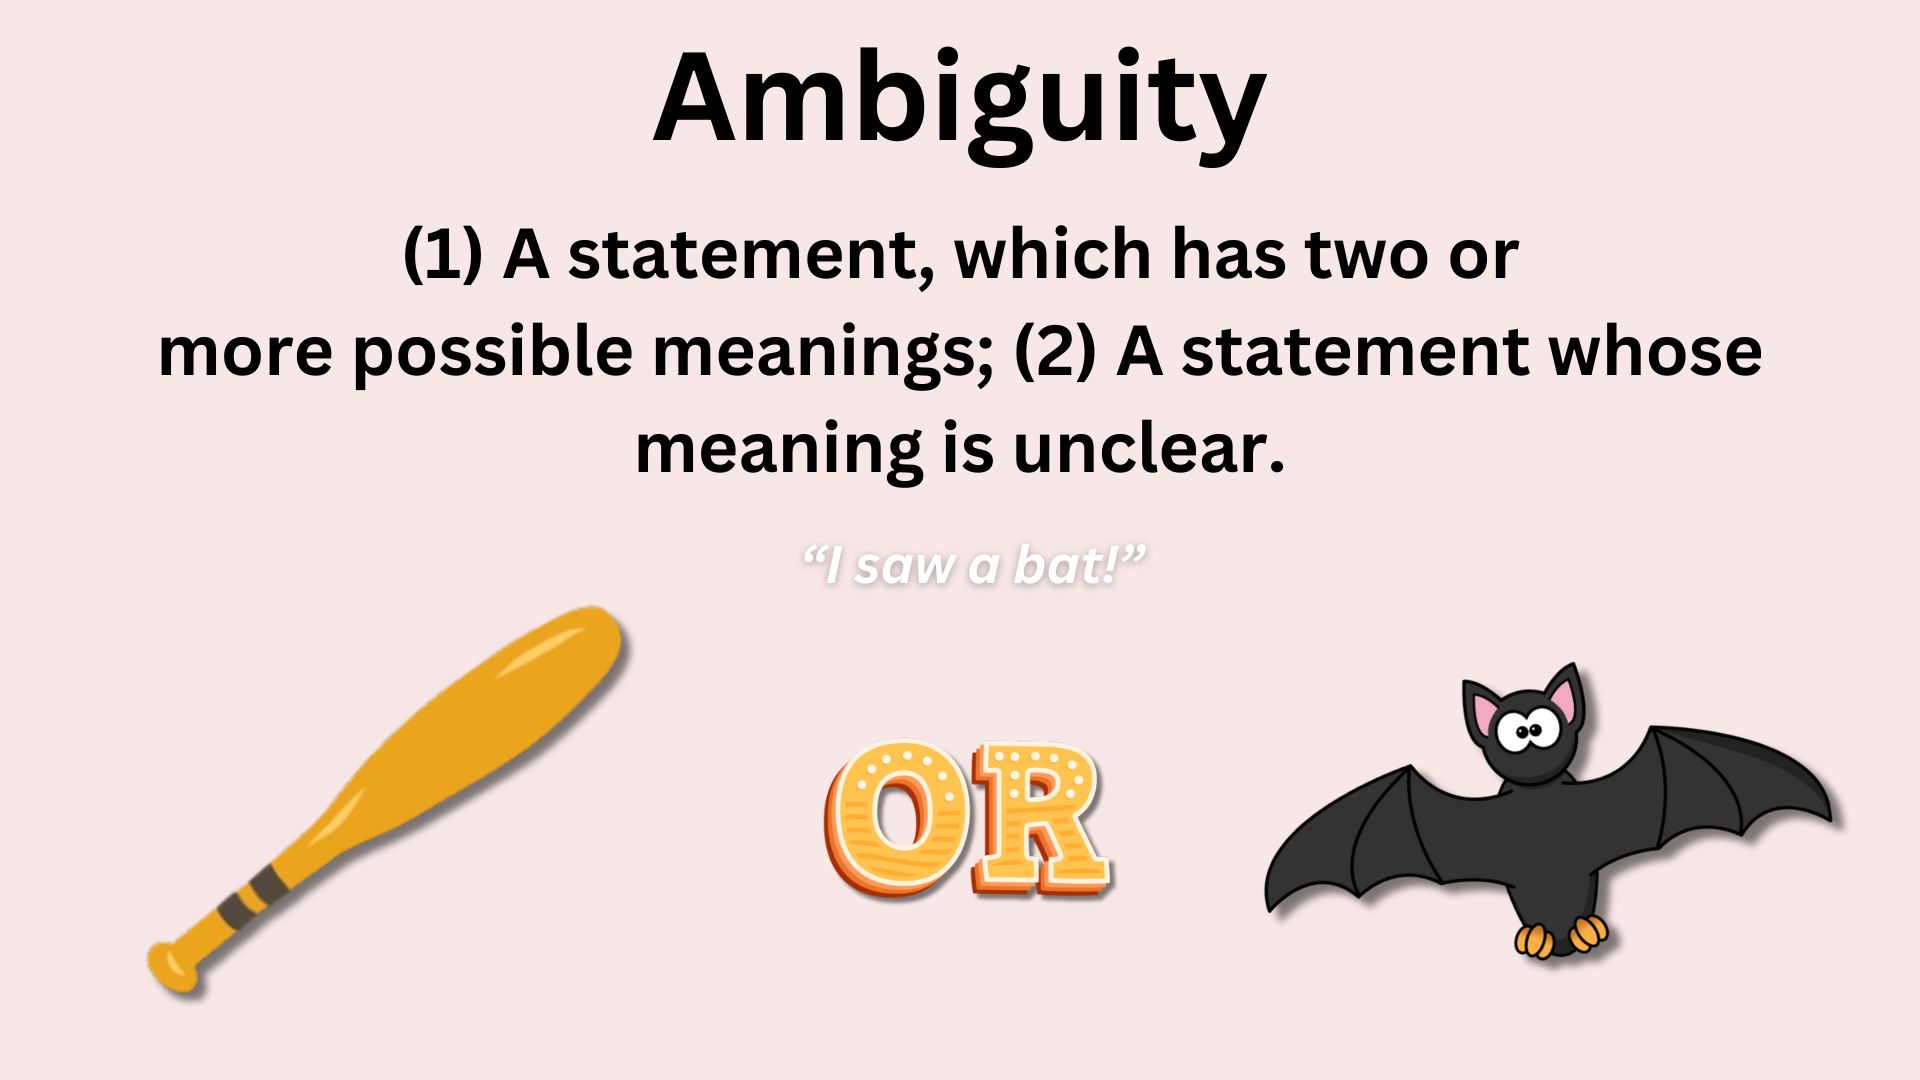 Ambiguity
(1) A statement, which has two or
more possible meanings; (2) A statement whose
meaning is unclear.
“I saw a bat!”
OR